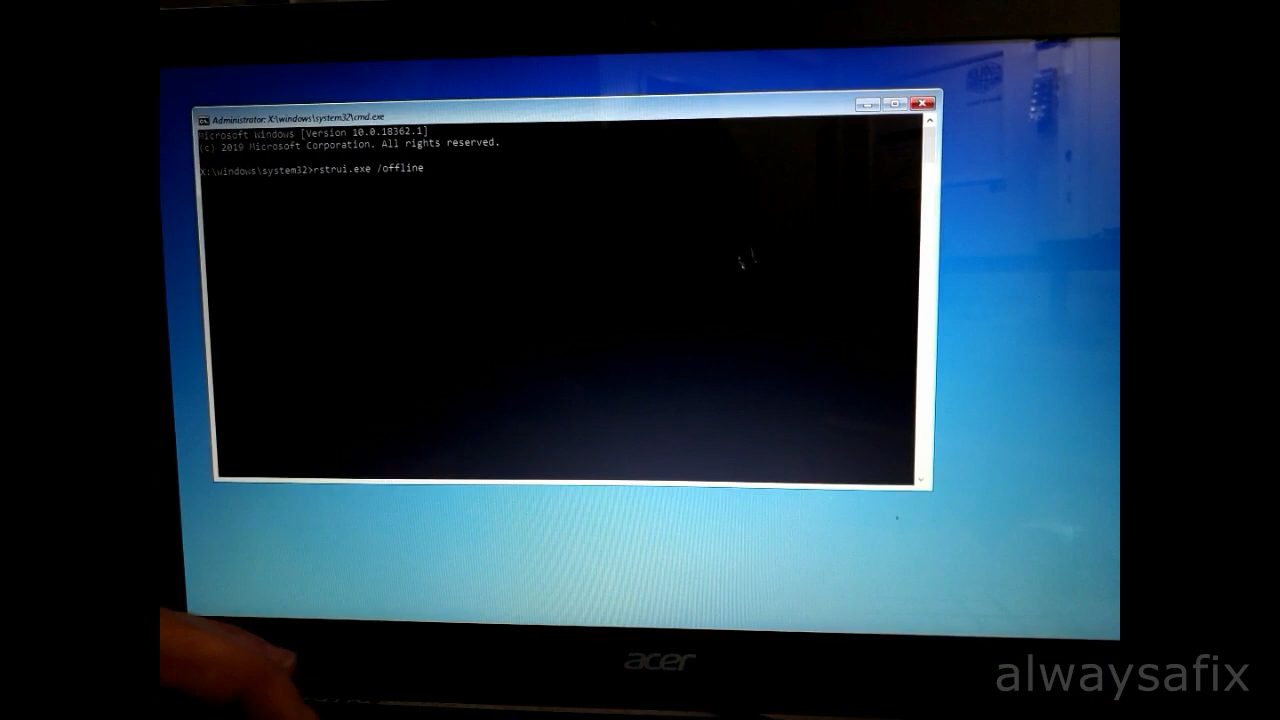 Administrator: X:\windows\system32\cmd.exe
Microsoft Windows [Version 10.0.18362.1]
(c) 2019 Microsoft Corporation. All rights reserved.
X:\windows\system32>rstrui.exe /offline
acer
alwaysafix